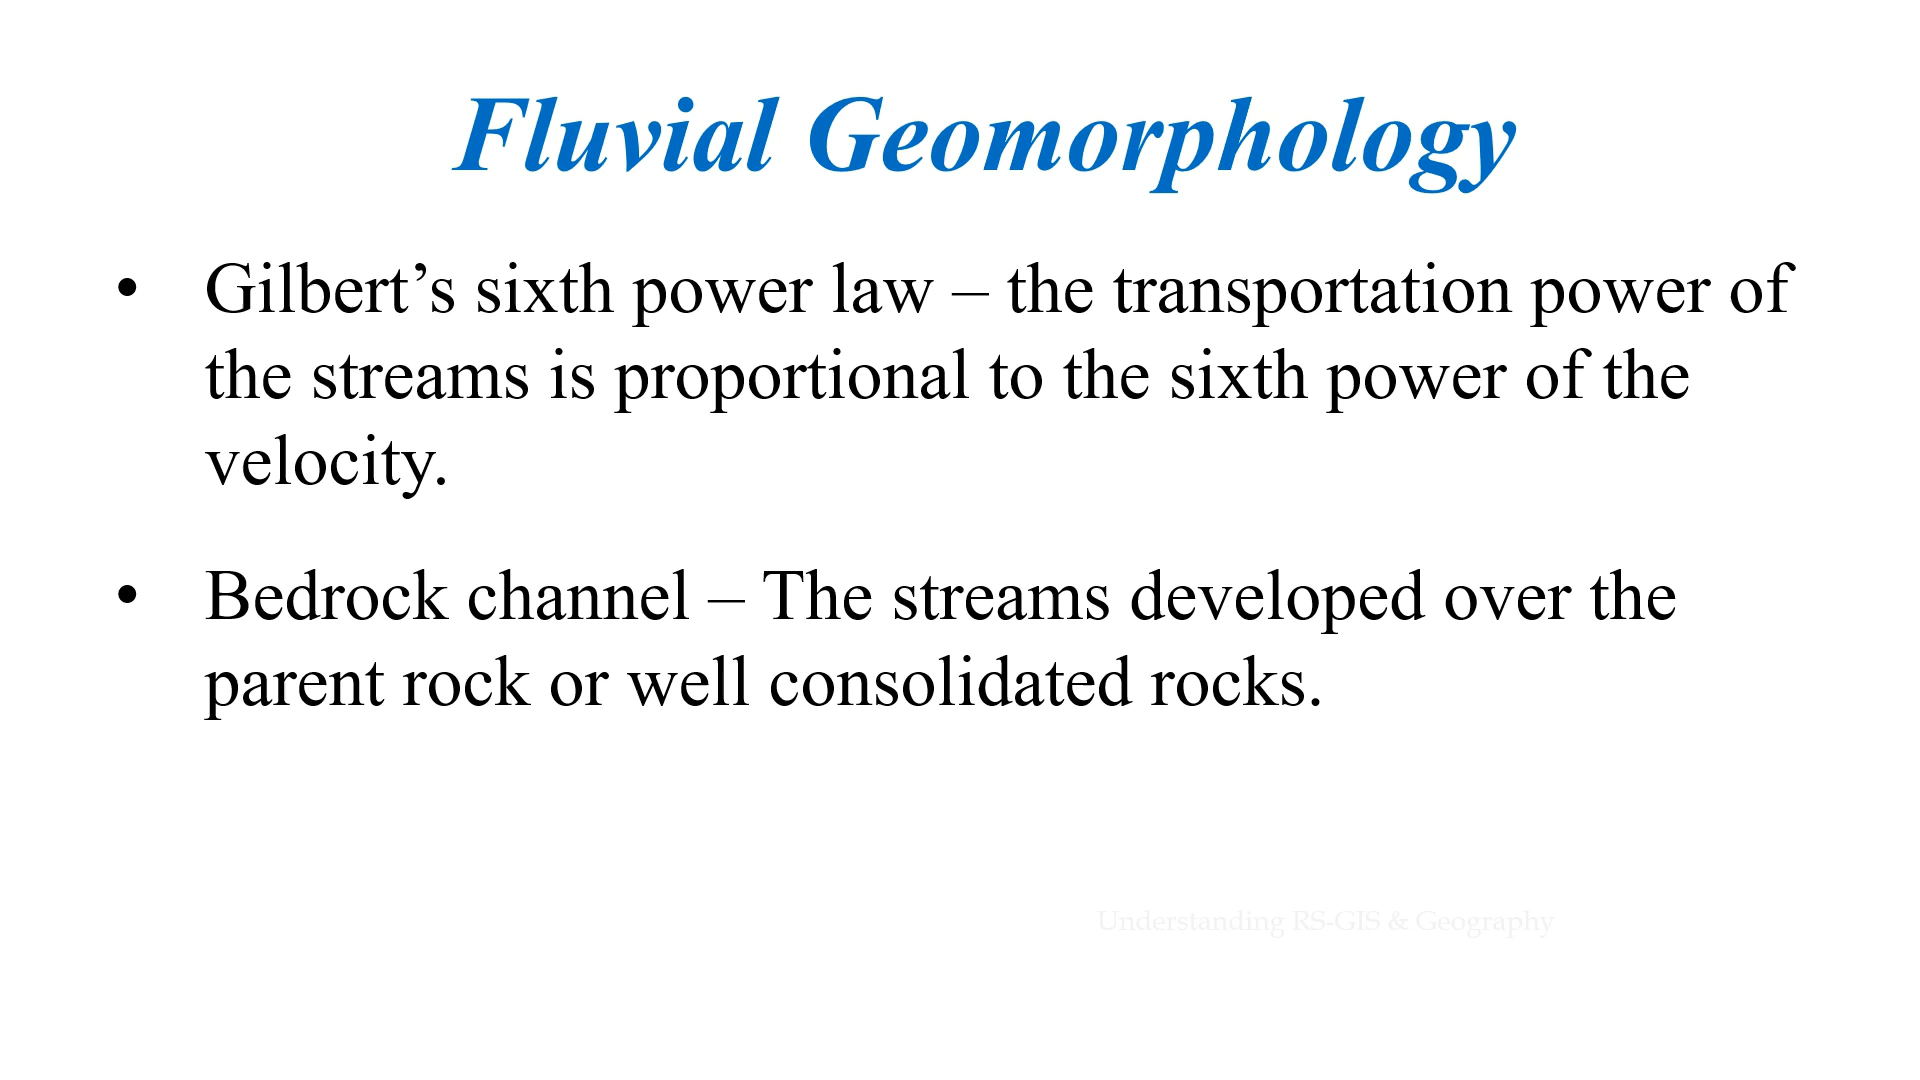 Fluvial Geomorphology
• Gilbert’s sixth power law – the transportation power of
the streams is proportional to the sixth power of the
velocity.
• Bedrock channel – The streams developed over the
parent rock or well consolidated rocks.
Understanding RS-GIS & Geography